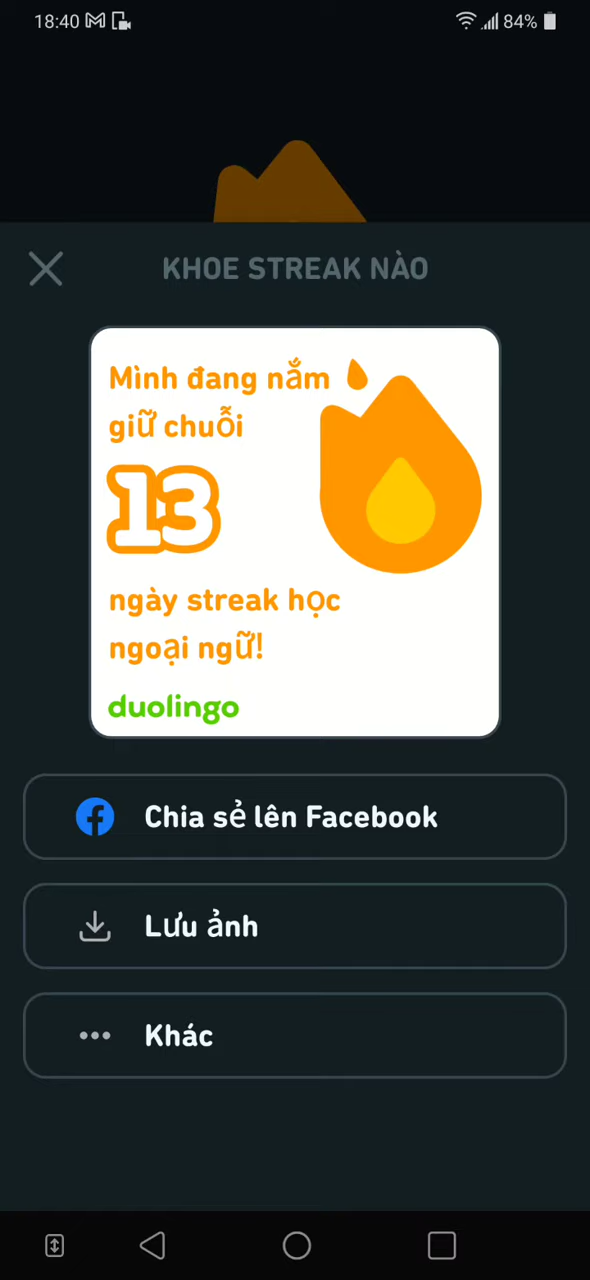 18:40
84%
KHOE STREAK NÀO
Mình đang nắm
giữ chuỗi
13
ngày streak học
ngoại ngữ!
duolingo
Chia sẻ lên Facebook
Lưu ảnh
Khác